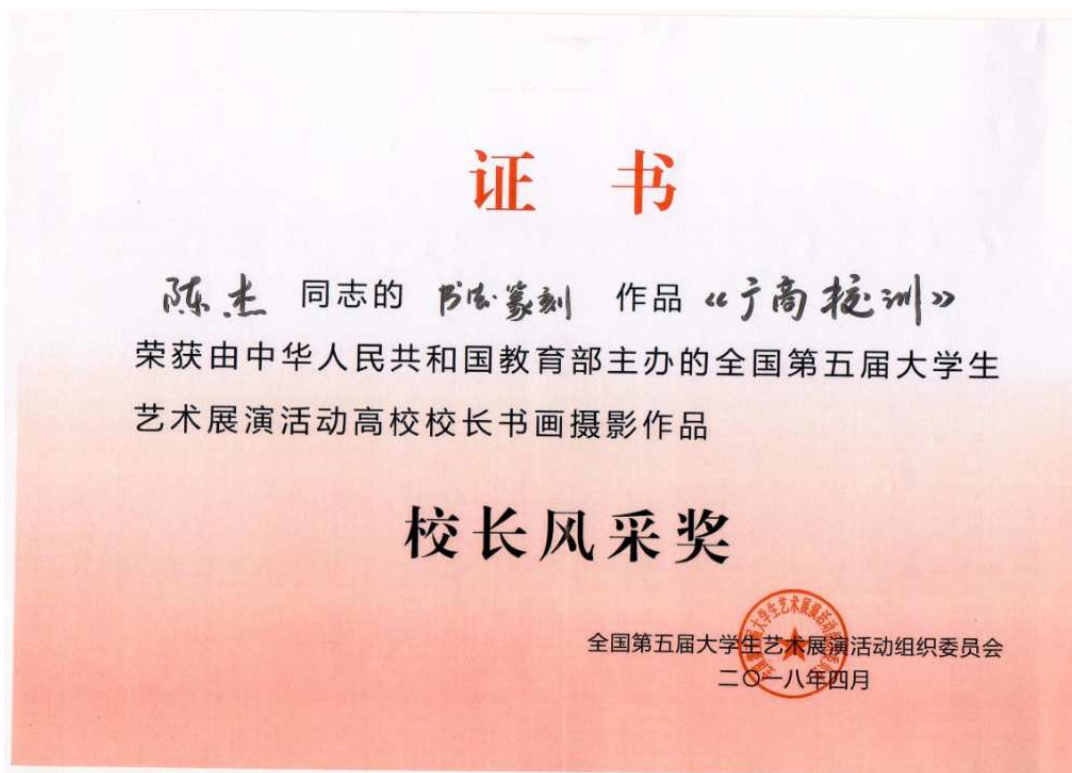 证 书
陈杰 同志的 书法篆刻 作品 《广商校训》
荣获由中华人民共和国教育部主办的全国第五届大学生
艺术展演活动高校校长书画摄影作品
校长风采奖
全国第五届大学生艺术展演活动组织委员会
二〇一八年四月